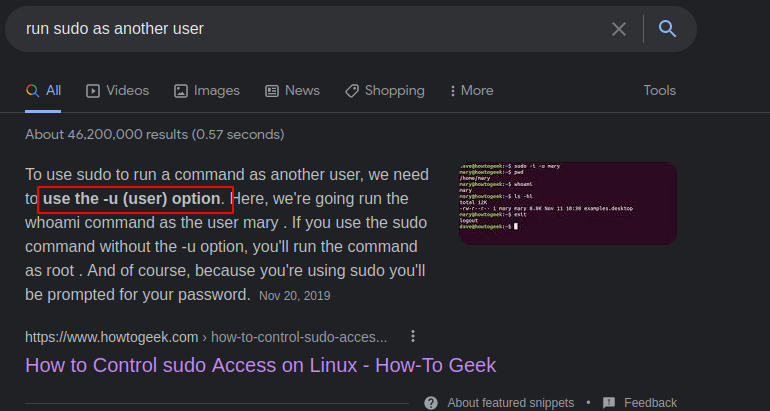 run sudo as another user
All
Videos
Images
News
Shopping
More
Tools
About 46,200,000 results (0.57 seconds)
To use sudo to run a command as another user, we need
to use the -u (user) option. Here, we're going run the
whoami command as the user mary . If you use the sudo
command without the -u option, you'll run the command
as root . And of course, because you're using sudo you'll
be prompted for your password. Nov 20, 2019
dave@howtogeek:~$ sudo -i -u mary
mary@howtogeek:~$ pwd
/home/mary
mary@howtogeek:~$ whoami
mary
mary@howtogeek:~$ ls -hl
total 12K
-rw-r--r-- 1 mary mary 8.9K Nov 11 10:30 examples.desktop
mary@howtogeek:~$ exit
logout
dave@howtogeek:~$
https://www.howtogeek.com › how-to-control-sudo-acces...
How to Control sudo Access on Linux - How-To Geek
About featured snippets • Feedback